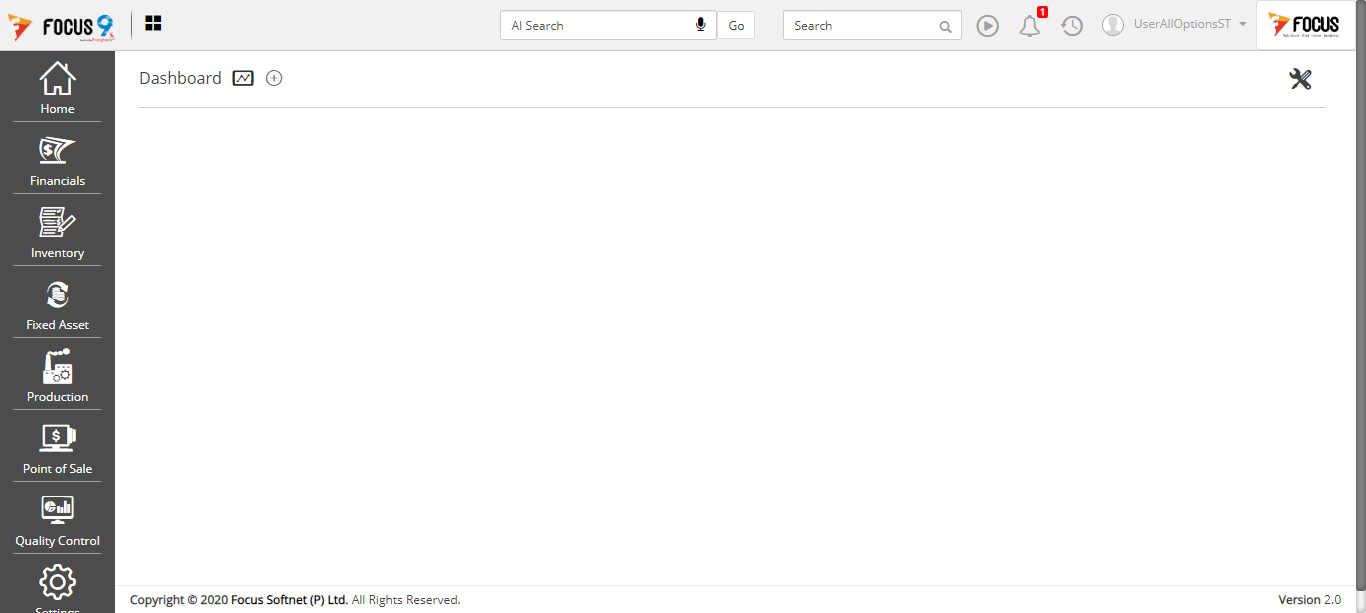 FOCUS 9
AI Search
Go
Search
1
UserAllOptionsST
FOCUS
Dashboard
Home
Financials
Inventory
Fixed Asset
Production
Point of Sale
Quality Control
Settings
Copyright © 2020 Focus Softnet (P) Ltd. All Rights Reserved.
Version 2.0